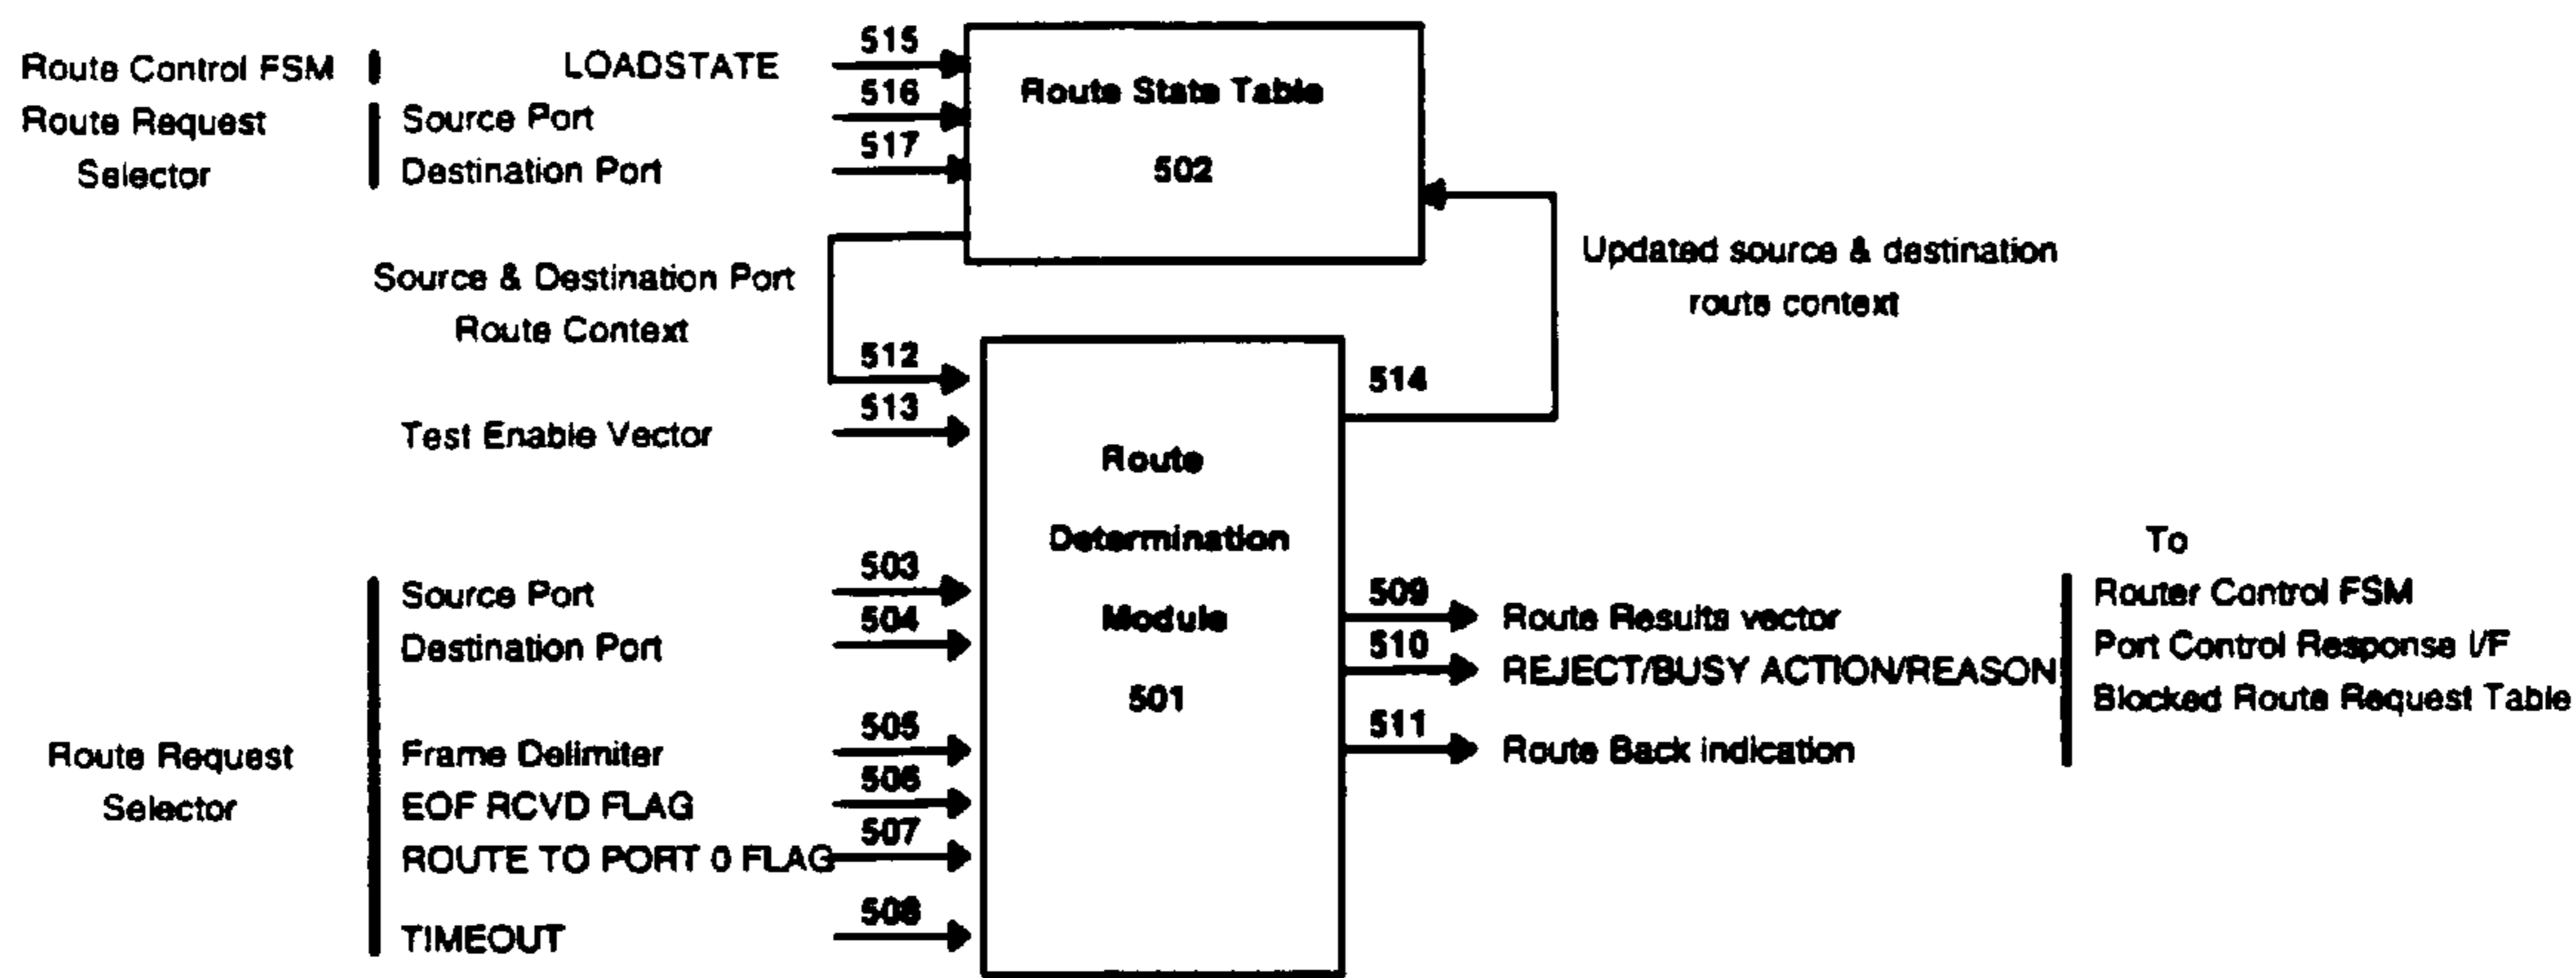 Route Control FSM
LOADSTATE
515
Route Request
Selector
Source Port
516
Destination Port
517
Route State Table
502
Source & Destination Port
Route Context
512
Test Enable Vector
513
Updated source & destination
route context
514
Route
Determination
Module
501
Route Request
Selector
Source Port
503
Destination Port
504
Frame Delimiter
505
EOF RCVD FLAG
506
ROUTE TO PORT 0 FLAG
507
TIMEOUT
508
509
Route Results vector
510
REJECT/BUSY ACTION/REASON
511
Route Back indication
To
Router Control FSM
Port Control Response I/F
Blocked Route Request Table